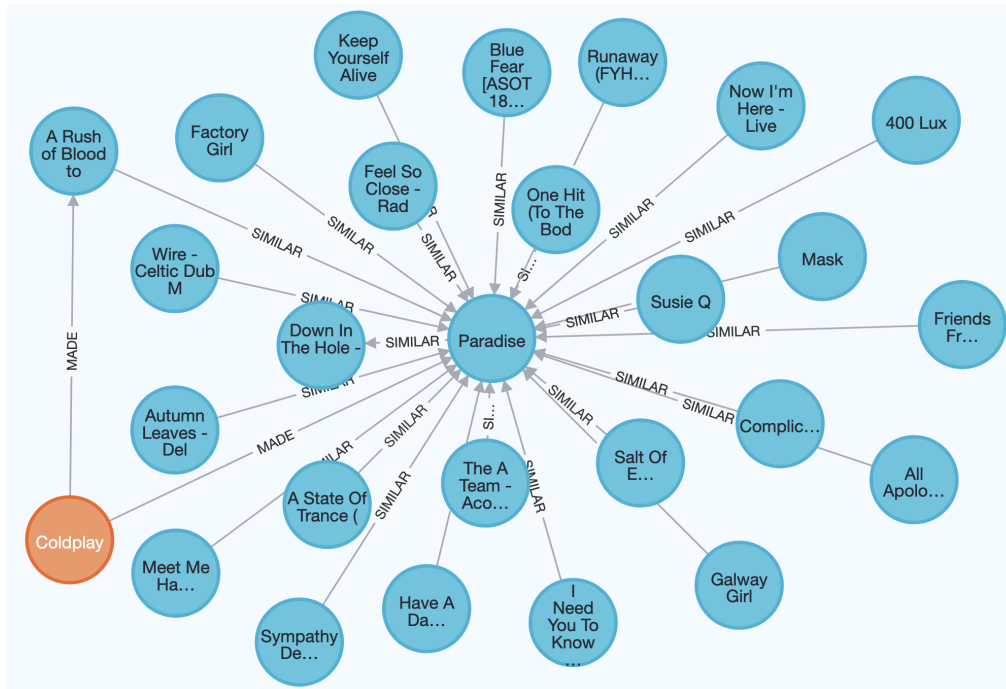 Keep
Yourself
Alive
Blue
Fear
[ASOT
18...
Runaway
(FYH...
Now I'm
Here -
Live
400 Lux
A Rush
of Blood
to
Factory
Girl
Feel So
Close -
Rad
R
One Hit
(To The
Bod
SIMILAR
SIMILAR
SIMILAR
SIMILAR
SIMILAR
SIMILAR
Wire -
Celtic Dub
M
SI...
Mask
SIMILAR
Susie Q
SIMILAR
Friends
Fr...
SIMILAR
Down In
The Hole -
SIMILAR
Paradise
MADE
SIMILAR
SIMILAR
SIMILAR
SIMILAR
SIMILAR
Autumn
Leaves -
Del
MADE
SIMILAR
SI...
Complic...
ILAR
A State Of
Trance (
SIMILAR
The A
Team -
Aco...
SIMILAR
Salt Of
E...
All
Apolo...
Coldplay
Meet Me
Ha...
Sympathy
De...
Have A
Da...
I
Need
You To
Know
...
Galway
Girl